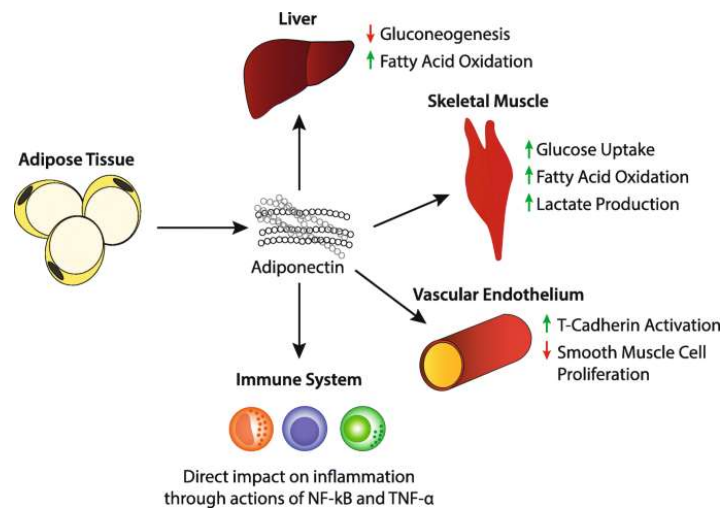 Liver
Gluconeogenesis
Fatty Acid Oxidation
Skeletal Muscle
Glucose Uptake
Fatty Acid Oxidation
Lactate Production
Adipose Tissue
Adiponectin
Vascular Endothelium
T-Cadherin Activation
Smooth Muscle Cell
Proliferation
Immune System
Direct impact on inflammation
through actions of NF-kB and TNF-α